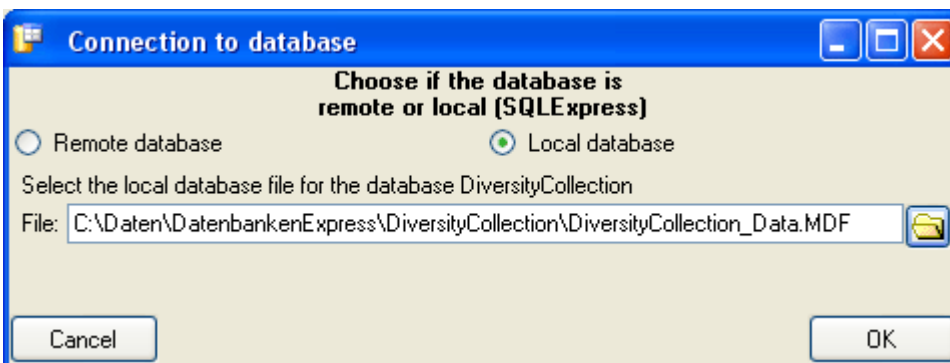 Connection to database
Choose if the database is
remote or local (SQLExpress)
Remote database Local database
Select the local database file for the database DiversityCollection
File: C:\Daten\DatenbankenExpress\DiversityCollection\DiversityCollection_Data.MDF
Cancel OK